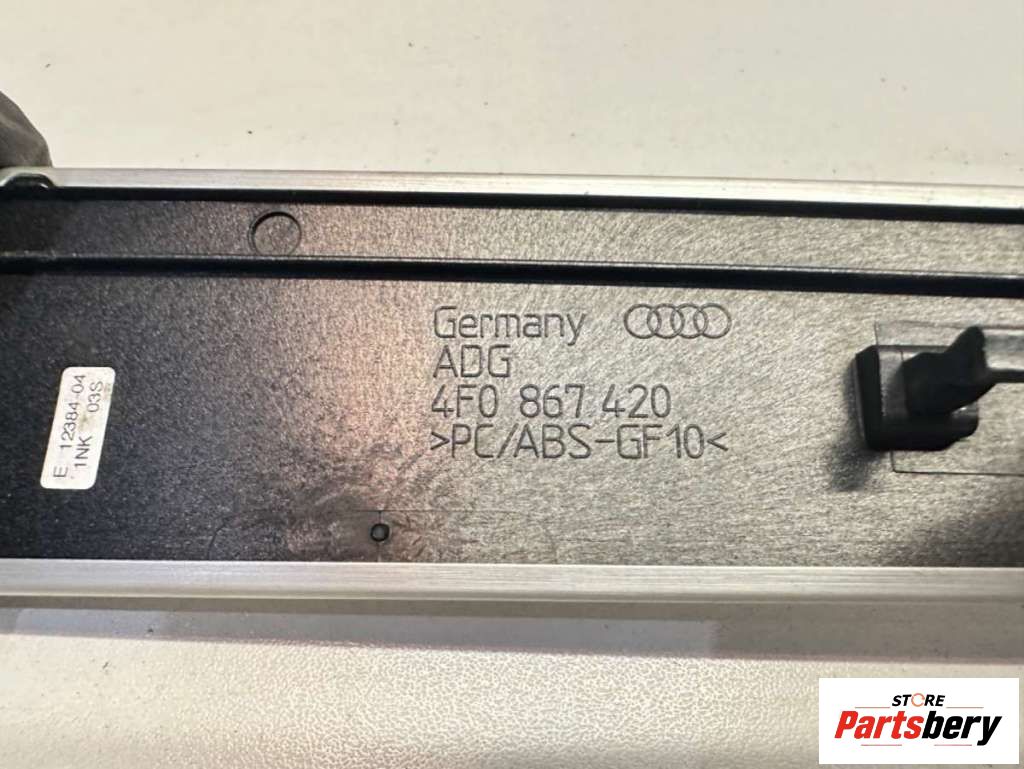 Germany
ADG
4F0 867 420
>PC/ABS-GF10<
E 12384-04
1NK 03S
STORE
Partsbery